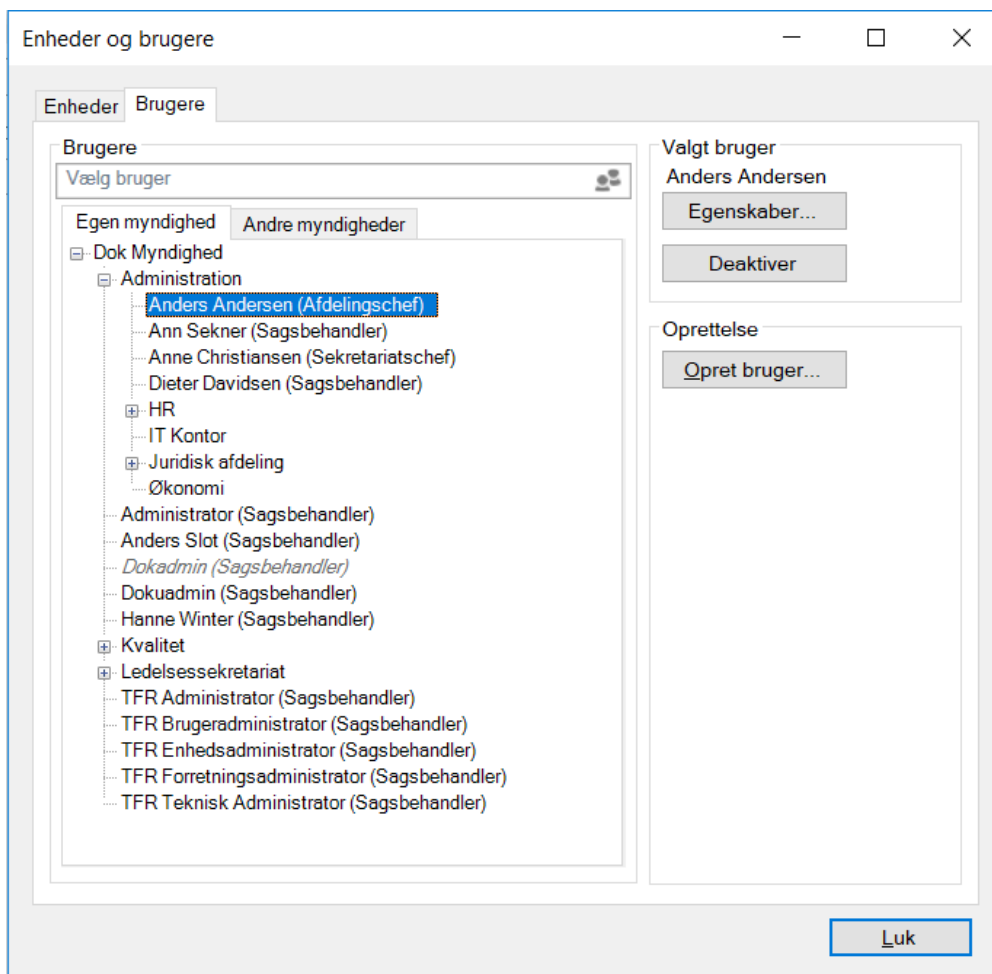 Enheder og brugere
Enheder
Brugere
Brugere
Vælg bruger
Egen myndighed
Andre myndigheder
Dok Myndighed
Administration
Anders Andersen (Afdelingschef)
Ann Sekner (Sagsbehandler)
Anne Christiansen (Sekretariatschef)
Dieter Davidsen (Sagsbehandler)
HR
IT Kontor
Juridisk afdeling
Økonomi
Administrator (Sagsbehandler)
Anders Slot (Sagsbehandler)
Dokadmin (Sagsbehandler)
Dokuadmin (Sagsbehandler)
Hanne Winter (Sagsbehandler)
Kvalitet
Ledelsessekretariat
TFR Administrator (Sagsbehandler)
TFR Brugeradministrator (Sagsbehandler)
TFR Enhedsadministrator (Sagsbehandler)
TFR Forretningsadministrator (Sagsbehandler)
TFR Teknisk Administrator (Sagsbehandler)
Valgt bruger
Anders Andersen
Egenskaber...
Deaktiver
Oprettelse
Opret bruger...
Luk